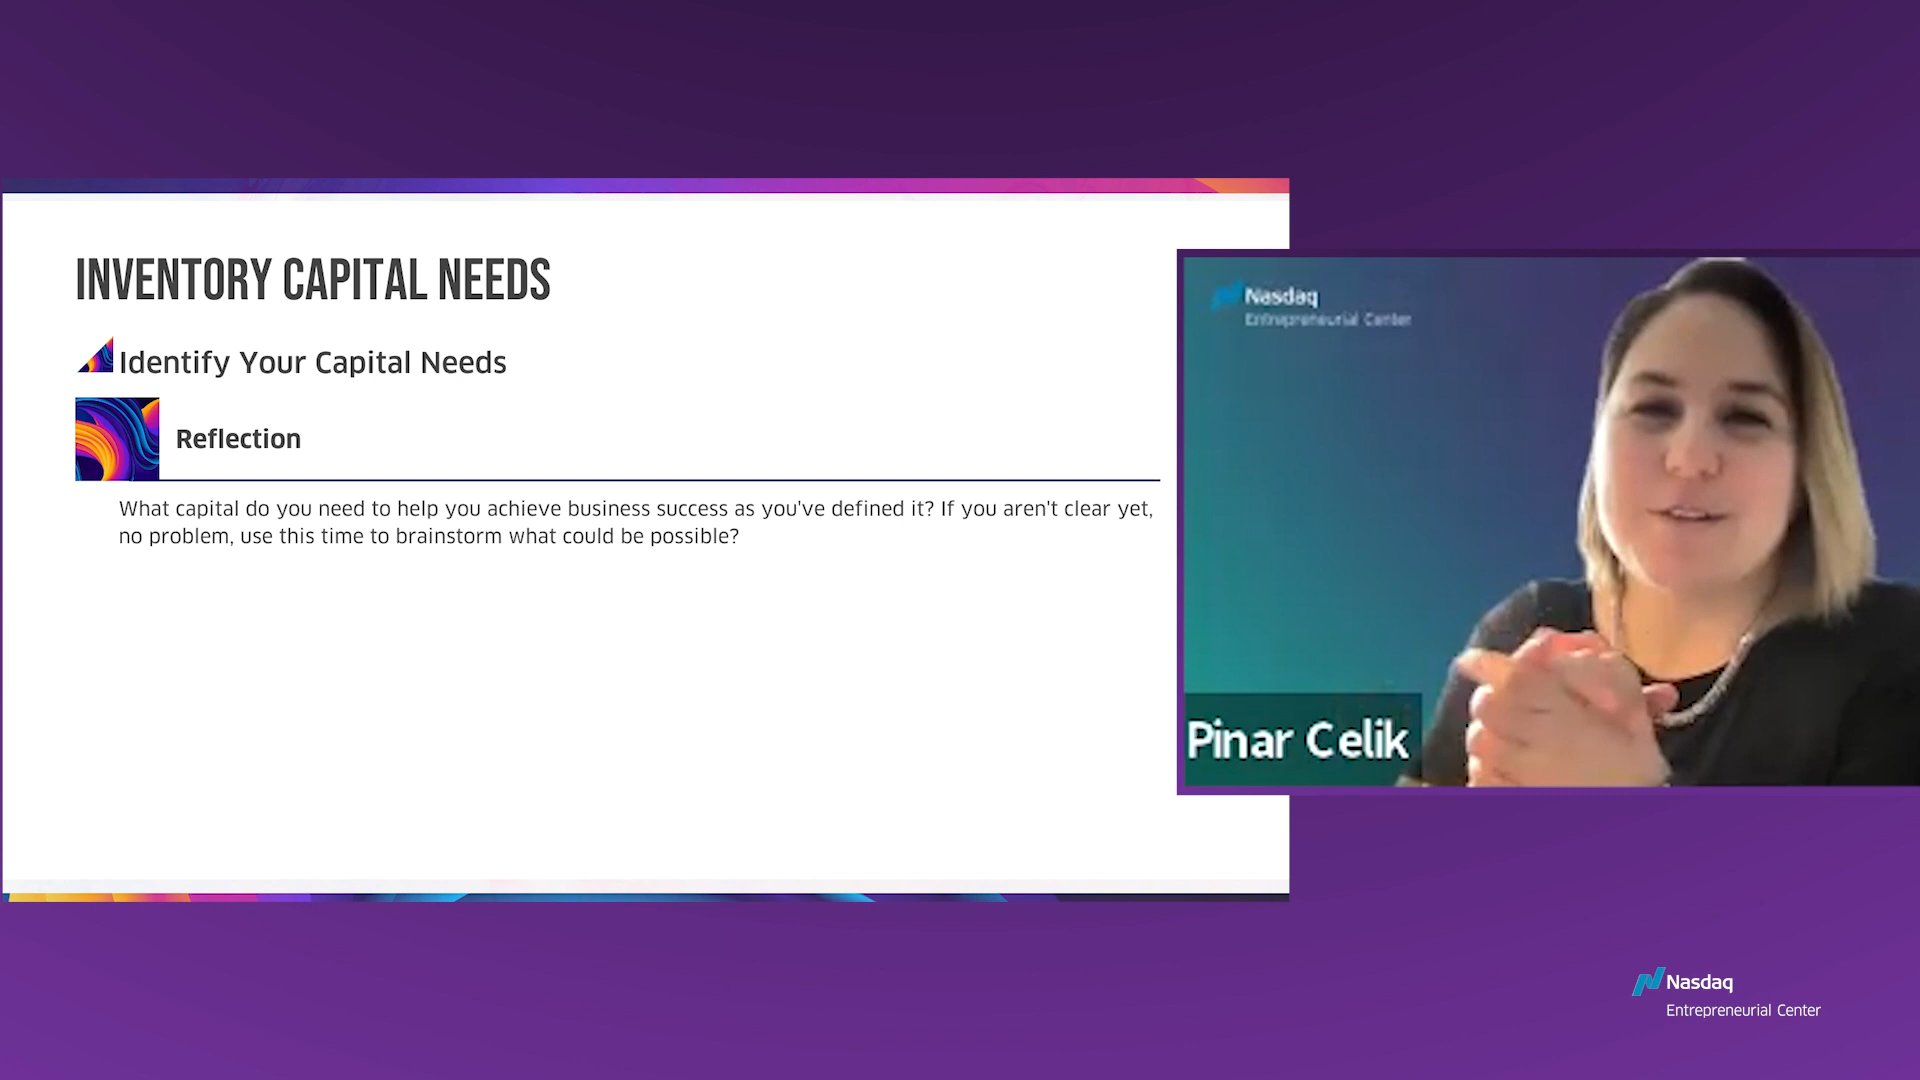 INVENTORY CAPITAL NEEDS
Identify Your Capital Needs
Reflection
What capital do you need to help you achieve business success as you've defined it? If you aren't clear yet,
no problem, use this time to brainstorm what could be possible?
Nasdaq
Entrepreneurial Center
Pinar Celik
Nasdaq
Entrepreneurial Center